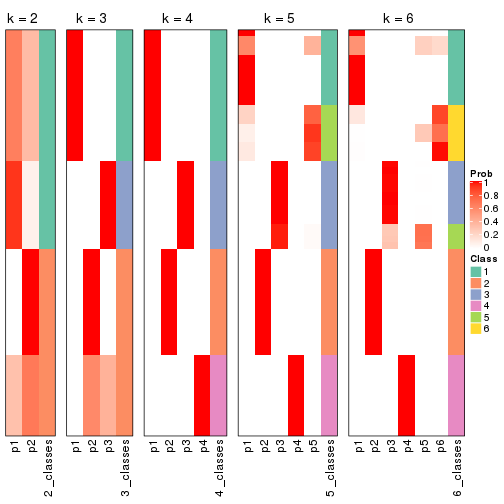 k = 2
k = 3
k = 4
k = 5
k = 6
Prob
1
0.8
0.6
0.4
0.2
0
Class
1
2
3
4
5
6
p1
p2
2_classes
p1
p2
p3
3_classes
p1
p2
p3
p4
4_classes
p1
p2
p3
p4
p5
5_classes
p1
p2
p3
p4
p5
p6
6_classes